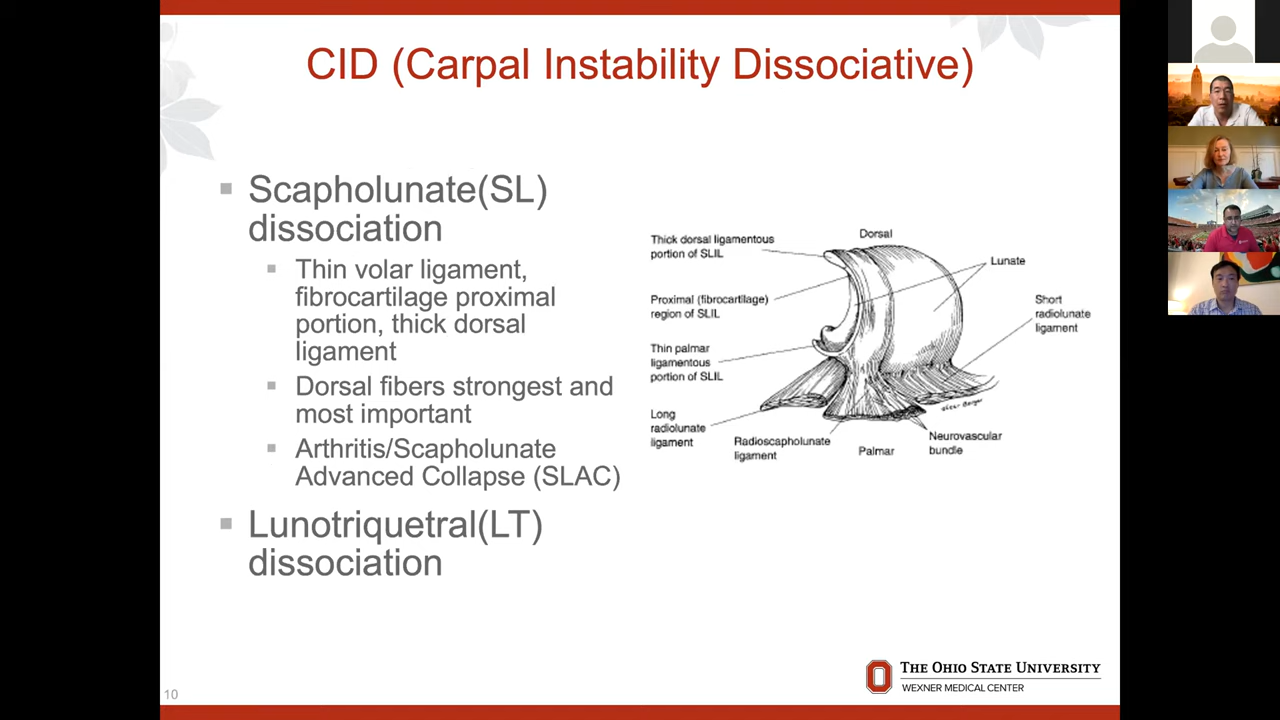 CID (Carpal Instability Dissociative)
Scapholunate(SL)
dissociation
Thin volar ligament,
fibrocartilage proximal
portion, thick dorsal
ligament
Dorsal fibers strongest and
most important
Arthritis/Scapholunate
Advanced Collapse (SLAC)
Lunotriquetral(LT)
dissociation
Thick dorsal ligamentous
portion of SLIL
Dorsal
Lunate
Proximal (fibrocartilage)
region of SLIL
Short
radiolunate
ligament
Thin palmar
ligamentous
portion of SLIL
Long
radiolunate
ligament
Radioscapholunate
ligament
Palmar
Neurovascular
bundle
10
THE OHIO STATE UNIVERSITY
WEXNER MEDICAL CENTER